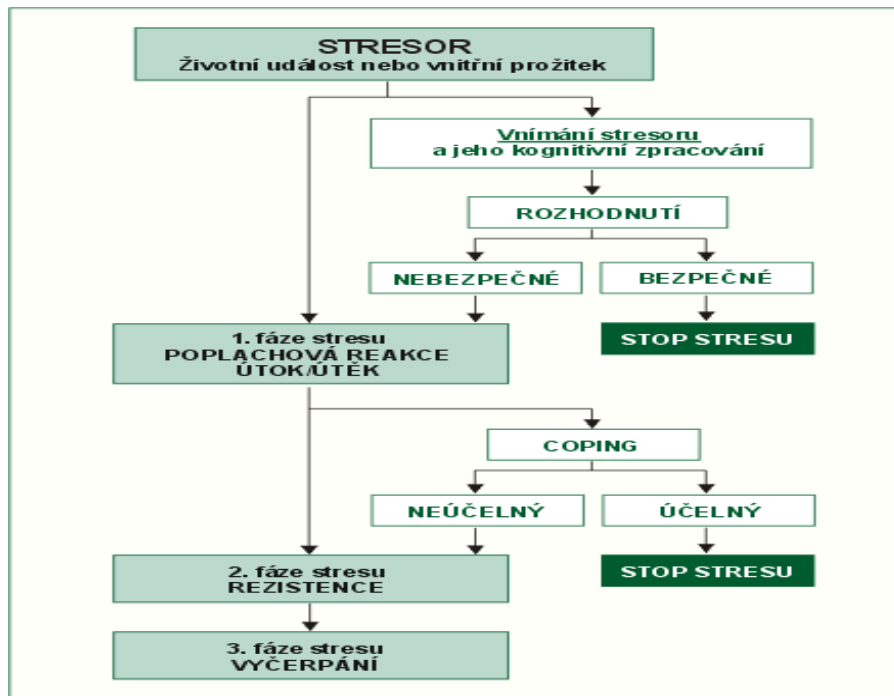 STRESOR
Životní událost nebo vnitřní prožitek
Vnímání stresoru
a jeho kognitivní zpracování
ROZHODNUTÍ
NEBEZPEČNÉ
BEZPEČNÉ
1. fáze stresu
POPLACHOVÁ REAKCE
ÚTOK/ÚTĚK
STOP STRESU
COPING
NEÚČELNÝ
ÚČELNÝ
2. fáze stresu
REZISTENCE
STOP STRESU
3. fáze stresu
VYČERPÁNÍ